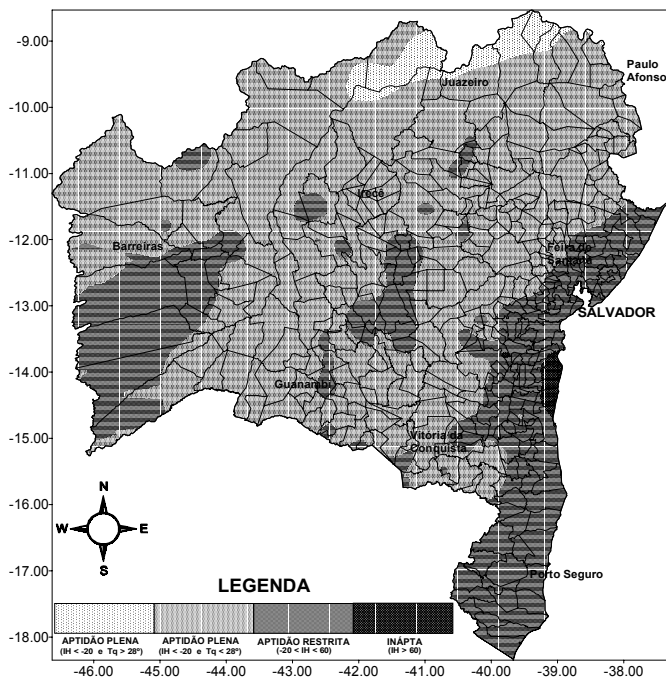 -9.00
Paulo
Afonso
Juazeiro
-10.00
-11.00
Irecê
-12.00
Barreiras
Feira de
Santana
-13.00
SALVADOR
-14.00
Guanambi
-15.00
Vitória da
Conquista
-16.00
N
W E
S
-17.00
Porto Seguro
LEGENDA
-18.00
APTIDÃO PLENA APTIDÃO PLENA APTIDÃO RESTRITA INÁPTA
(IH < -20 e Tq > 28º) (IH < -20 e Tq < 28º) (-20 < IH < 60) (IH > 60)
-46.00 -45.00 -44.00 -43.00 -42.00 -41.00 -40.00 -39.00 -38.00